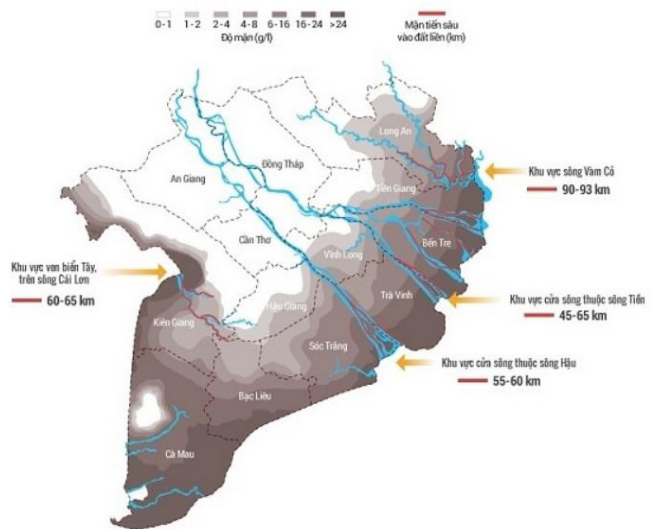 0-1 1-2 2-4 4-8 6-16 16-24 >24
Độ mặn (g/l)
Mặn tiến sâu
vào đất liền (km)
Long An
Đồng Tháp
An Giang
Tiền Giang
Khu vực sông Vàm Cỏ
90-93 km
Cần Thơ
Bến Tre
Vĩnh Long
Khu vực ven biển Tây,
trên sông Cái Lớn
60-65 km
Hậu Giang
Trà Vinh
Khu vực cửa sông thuộc sông Tiền
45-65 km
Kiên Giang
Sóc Trăng
Khu vực cửa sông thuộc sông Hậu
55-60 km
Bạc Liêu
Cà Mau